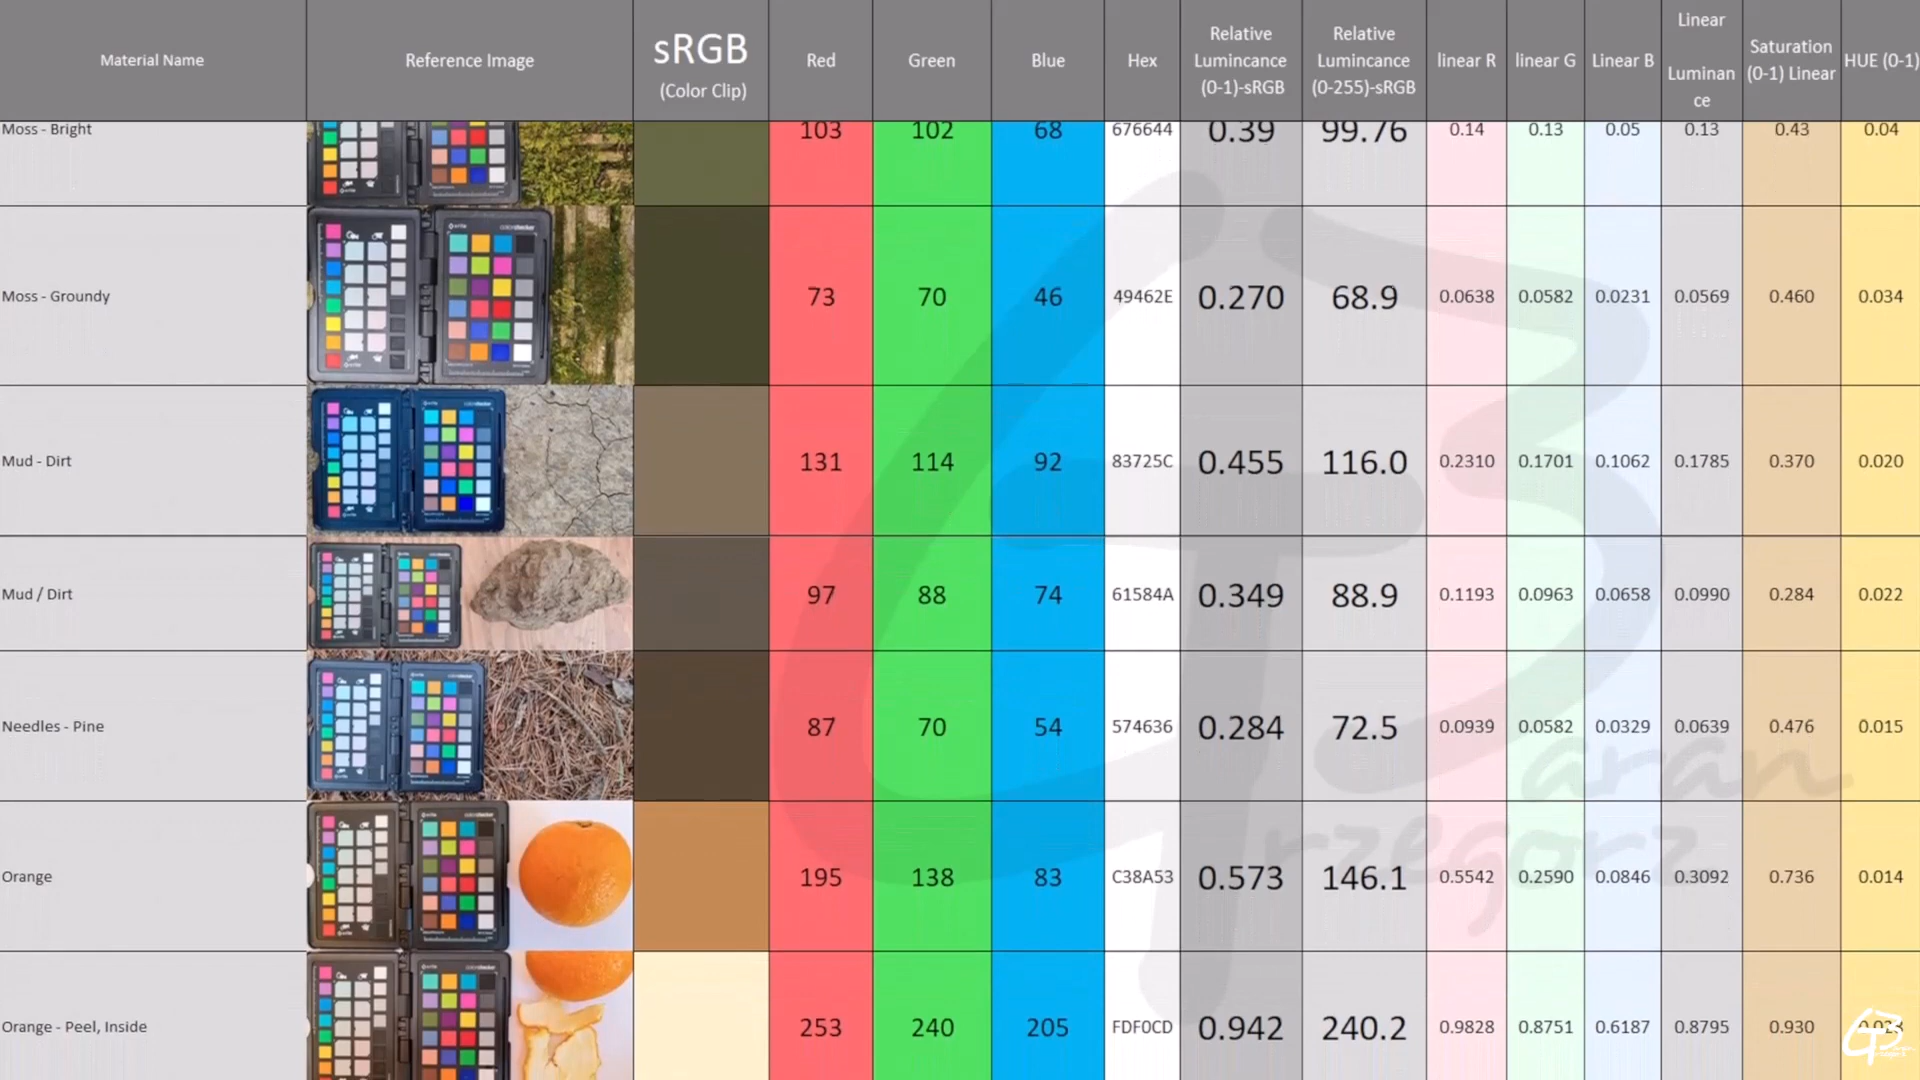 Material Name
Reference Image
sRGB
(Color Clip)
Red
Green
Blue
Hex
Relative
Lumincance
(0-1)-sRGB
Relative
Lumincance
(0-255)-sRGB
linear R
linear G
Linear B
Linear
Luminan
ce
Saturation
(0-1) Linear
HUE (0-1)
Moss - Bright
103
102
68
676644
0.39
99.76
0.14
0.13
0.05
0.13
0.43
0.04
Moss - Groundy
73
70
46
49462E
0.270
68.9
0.0638
0.0582
0.0231
0.0569
0.460
0.034
Mud - Dirt
131
114
92
83725C
0.455
116.0
0.2310
0.1701
0.1062
0.1785
0.370
0.020
Mud / Dirt
97
88
74
61584A
0.349
88.9
0.1193
0.0963
0.0658
0.0990
0.284
0.022
Needles - Pine
87
70
54
574636
0.284
72.5
0.0939
0.0582
0.0329
0.0639
0.476
0.015
Orange
195
138
83
C38A53
0.573
146.1
0.5542
0.2590
0.0846
0.3092
0.736
0.014
Orange - Peel, Inside
253
240
205
FDF0CD
0.942
240.2
0.9828
0.8751
0.6187
0.8795
0.930
aran
rzegorz